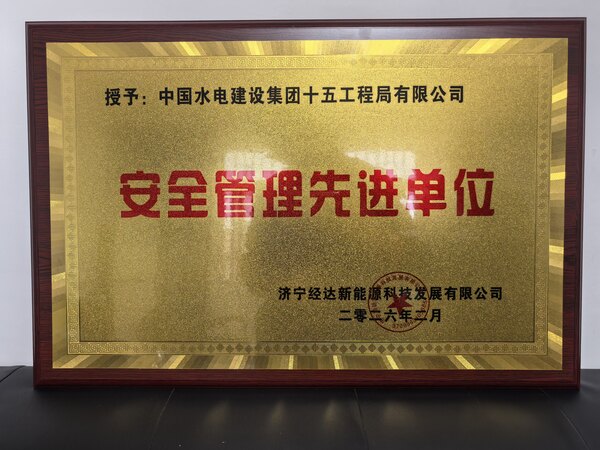 授予：中国水电建设集团十五工程局有限公司
安全管理先进单位
济宁经达新能源科技发展有限公司
二零二六年二月